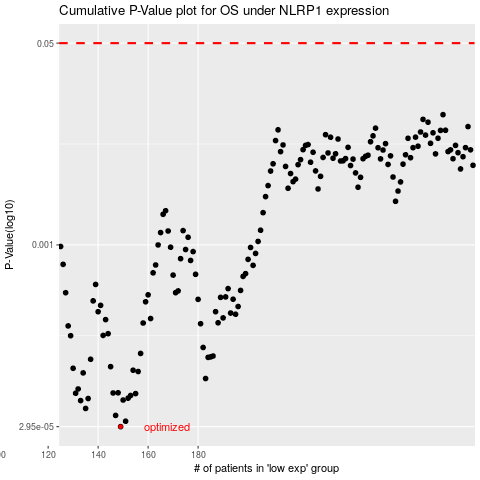 Cumulative P-Value plot for OS under NLRP1 expression
0.05
P-Value(log10)
0.001
2.95e-05
optimized
00 120 140 160 180
# of patients in 'low exp' group